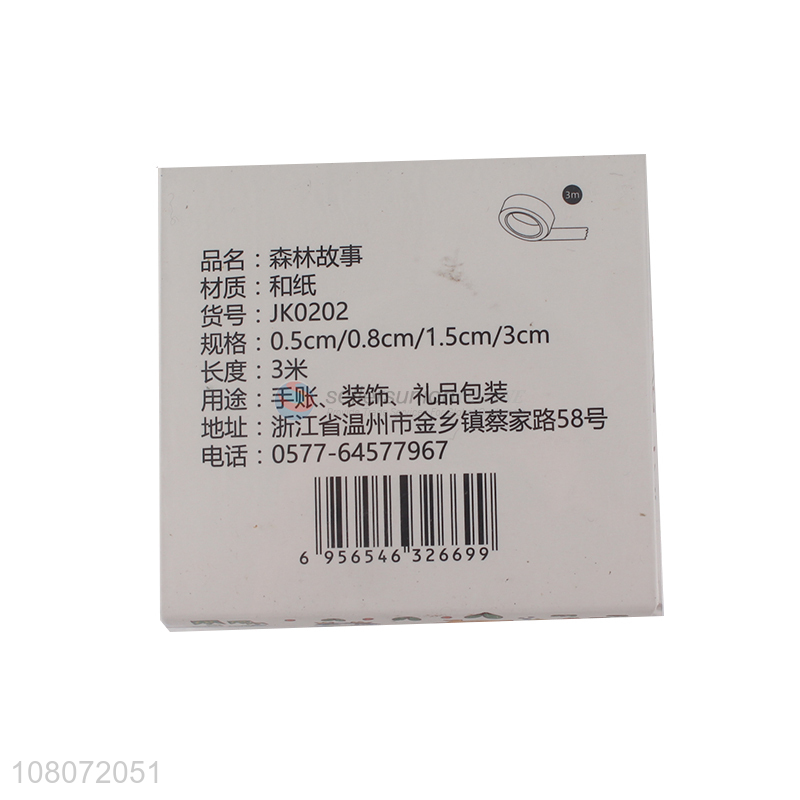 3m
品名：森林故事
材质：和纸
货号：JK0202
规格：0.5cm/0.8cm/1.5cm/3cm
长度：3米
用途：手账、装饰、礼品包装
地址：浙江省温州市金乡镇蔡家路58号
电话：0577-64577967
6 956546 326699
108072051